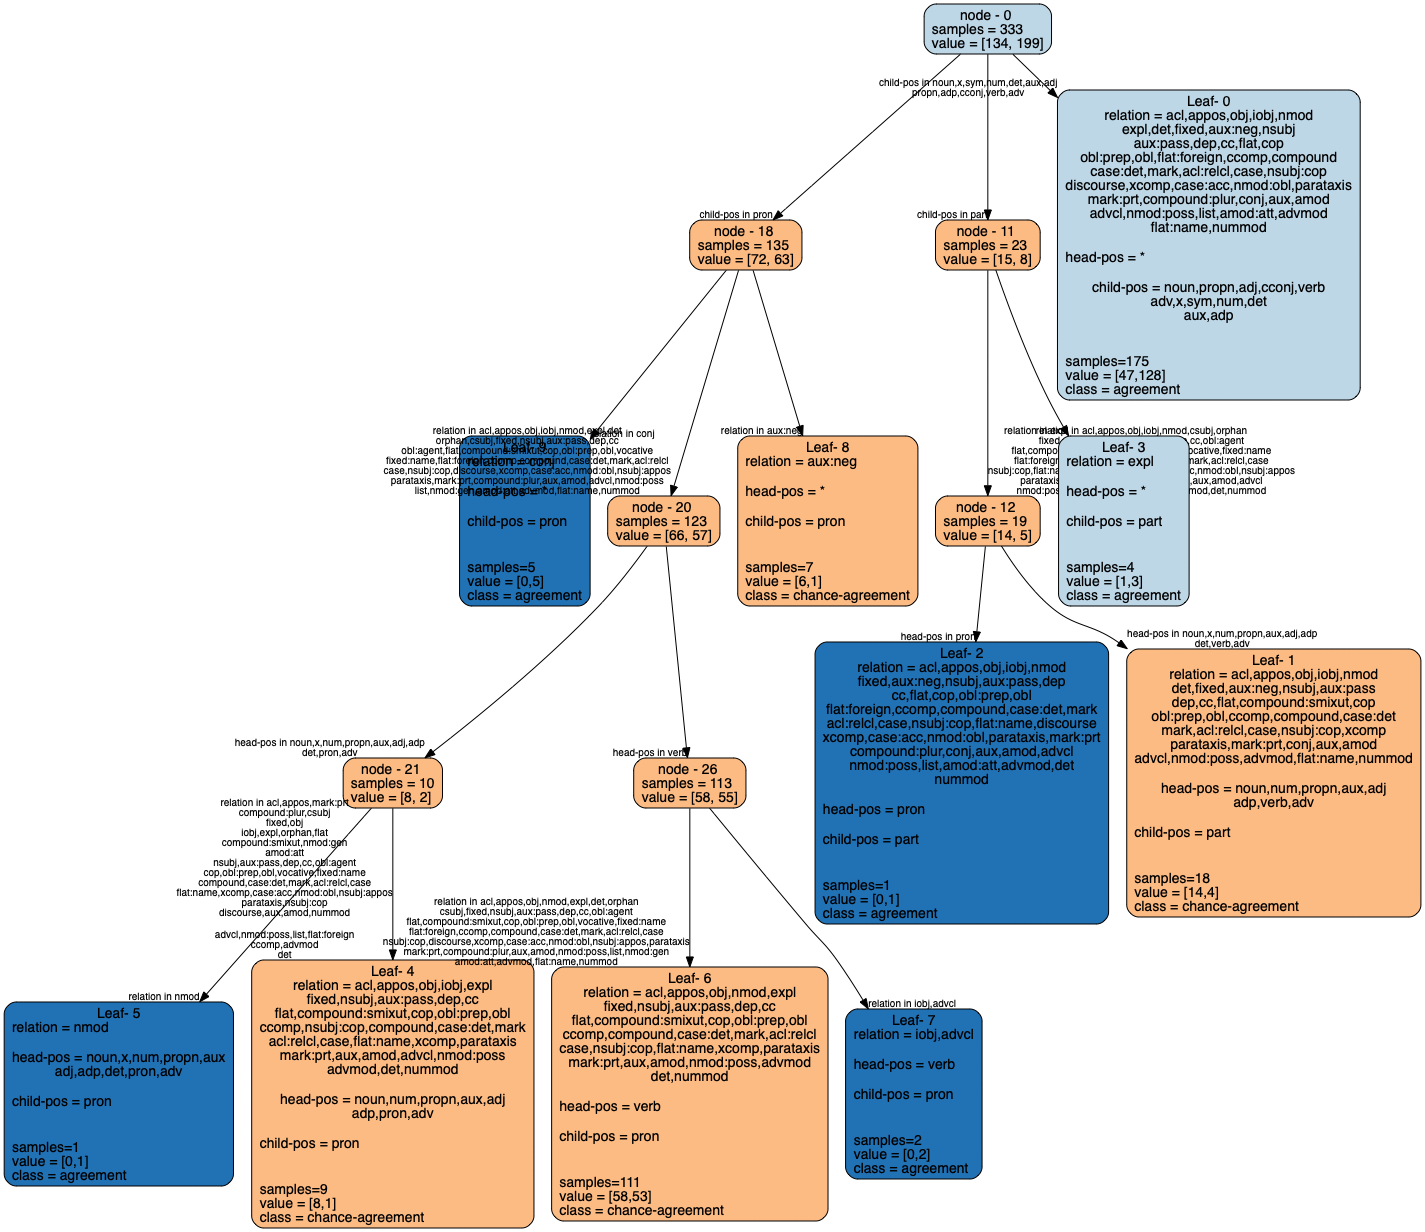 node - 0
samples = 333
value = [134, 199]
child-pos in noun,x,sym,num,det,aux,adj
propn,adp,cconj,verb,adv
Leaf- 0
relation = acl,appos,obj,iobj,nmod
expl,det,fixed,aux:neg,nsubj
aux:pass,dep,cc,flat,cop
obl:prep,obl,flat:foreign,ccomp,compound
case:det,mark,acl:relcl,case,nsubj:cop
discourse,xcomp,case:acc,nmod:obl,parataxis
mark:prt,compound:plur,conj,aux,amod
advcl,nmod:poss,list,amod:att,advmod
flat:name,nummod
head-pos = *
child-pos = noun,propn,adj,cconj,verb
adv,x,sym,num,det
aux,adp
samples=175
value = [47,128]
class = agreement
child-pos in pron
node - 18
samples = 135
value = [72, 63]
child-pos in part
node - 11
samples = 23
value = [15, 8]
relation in acl,appos,obj,iobj,nmod,expl,det
orphan,csubj,fixed,nsubj,aux:pass,dep,cc
obl:agent,flat,compound:smixut,cop,obl:prep,obl,vocative
fixed:name,flat:foreign,ccomp,compound,case:det,mark,acl:relcl
case,nsubj:cop,discourse,xcomp,case:acc,nmod:obl,nsubj:appos
parataxis,mark:prt,compound:plur,aux,amod,advcl,nmod:poss
list,nmod:gen,amod:att,advmod,flat:name,nummod
relation in conj
Leaf- 9
relation = conj
head-pos = *
child-pos = pron
samples=5
value = [0,5]
class = agreement
relation in aux:neg
Leaf- 8
relation = aux:neg
head-pos = *
child-pos = pron
samples=7
value = [6,1]
class = chance-agreement
relation in acl,appos,obj,iobj,nmod,csubj,orphan
cc,obl:agent
fixed:name
mark,acl:relcl,case
nmod:obl,nsubj:appos
aux,amod,advcl
nmod,det,nummod
Leaf- 3
relation = expl
head-pos = *
child-pos = part
samples=4
value = [1,3]
class = agreement
node - 20
samples = 123
value = [66, 57]
node - 12
samples = 19
value = [14, 5]
head-pos in pron
Leaf- 2
relation = acl,appos,obj,iobj,nmod
fixed,aux:neg,nsubj,aux:pass,dep
cc,flat,cop,obl:prep,obl
flat:foreign,ccomp,compound,case:det,mark
acl:relcl,case,nsubj:cop,flat:name,discourse
xcomp,case:acc,nmod:obl,parataxis,mark:prt
compound:plur,conj,aux,amod,advcl
nmod:poss,list,amod:att,advmod,det
nummod
head-pos = pron
child-pos = part
samples=1
value = [0,1]
class = agreement
head-pos in noun,x,num,propn,aux,adj,adp
det,verb,adv
Leaf- 1
relation = acl,appos,obj,iobj,nmod
det,fixed,aux:neg,nsubj,aux:pass
dep,cc,flat,compound:smixut,cop
obl:prep,obl,ccomp,compound,case:det
mark,acl:relcl,case,nsubj:cop,xcomp
parataxis,mark:prt,conj,aux,amod
advcl,nmod:poss,advmod,flat:name,nummod
head-pos = noun,num,propn,aux,adj
adp,verb,adv
child-pos = part
samples=18
value = [14,4]
class = chance-agreement
head-pos in noun,x,num,propn,aux,adj,adp
det,pron,adv
node - 21
samples = 10
value = [8, 2]
head-pos in verb
node - 26
samples = 113
value = [58, 55]
relation in acl,appos,mark:prt
compound:plur,csubj
fixed,obj
iobj,expl,orphan,flat
compound:smixut,nmod:gen
amod:att
nsubj,aux:pass,dep,cc,obl:agent
cop,obl:prep,obl,vocative,fixed:name
compound,case:det,mark,acl:relcl,case
flat:name,xcomp,case:acc,nmod:obl,nsubj:appos
parataxis,nsubj:cop
discourse,aux,amod,nummod
advcl,nmod:poss,list,flat:foreign
ccomp,advmod
det
relation in nmod
Leaf- 5
relation = nmod
head-pos = noun,x,num,propn,aux
adj,adp,det,pron,adv
child-pos = pron
samples=1
value = [0,1]
class = agreement
Leaf- 4
relation = acl,appos,obj,iobj,expl
fixed,nsubj,aux:pass,dep,cc
flat,compound:smixut,cop,obl:prep,obl
ccomp,nsubj:cop,compound,case:det,mark
acl:relcl,case,flat:name,xcomp,parataxis
mark:prt,aux,amod,advcl,nmod:poss
advmod,det,nummod
head-pos = noun,num,propn,aux,adj
adp,pron,adv
child-pos = pron
samples=9
value = [8,1]
class = chance-agreement
relation in acl,appos,obj,nmod,expl,det,orphan
csubj,fixed,nsubj,aux:pass,dep,cc,obl:agent
flat,compound:smixut,cop,obl:prep,obl,vocative,fixed:name
flat:foreign,ccomp,compound,case:det,mark,acl:relcl,case
nsubj:cop,discourse,xcomp,case:acc,nmod:obl,nsubj:appos,parataxis
mark:prt,compound:plur,aux,amod,nmod:poss,list,nmod:gen
amod:att,advmod,flat:name,nummod
Leaf- 6
relation = acl,appos,obj,nmod,expl
fixed,nsubj,aux:pass,dep,cc
flat,compound:smixut,cop,obl:prep,obl
ccomp,compound,case:det,mark,acl:relcl
case,nsubj:cop,flat:name,xcomp,parataxis
mark:prt,aux,amod,nmod:poss,advmod
det,nummod
head-pos = verb
child-pos = pron
samples=111
value = [58,53]
class = chance-agreement
relation in iobj,advcl
Leaf- 7
relation = iobj,advcl
head-pos = verb
child-pos = pron
samples=2
value = [0,2]
class = agreement